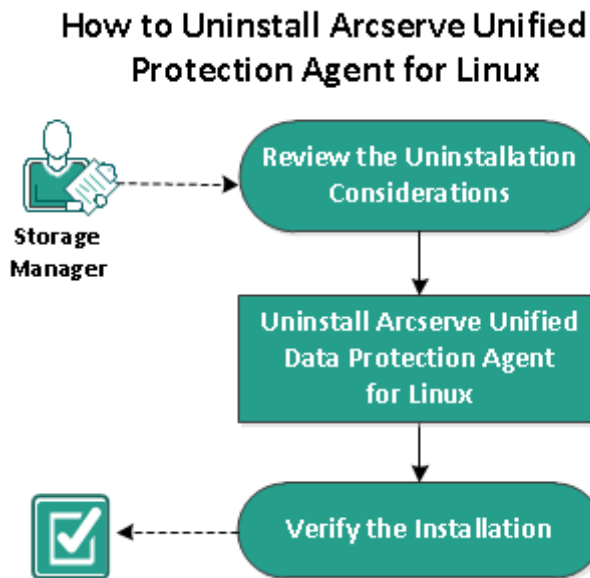 How to Uninstall Arcserve Unified
Protection Agent for Linux
Review the Uninstallation
Considerations
Storage
Manager
Uninstall Arcserve Unified
Data Protection Agent
for Linux
Verify the Installation